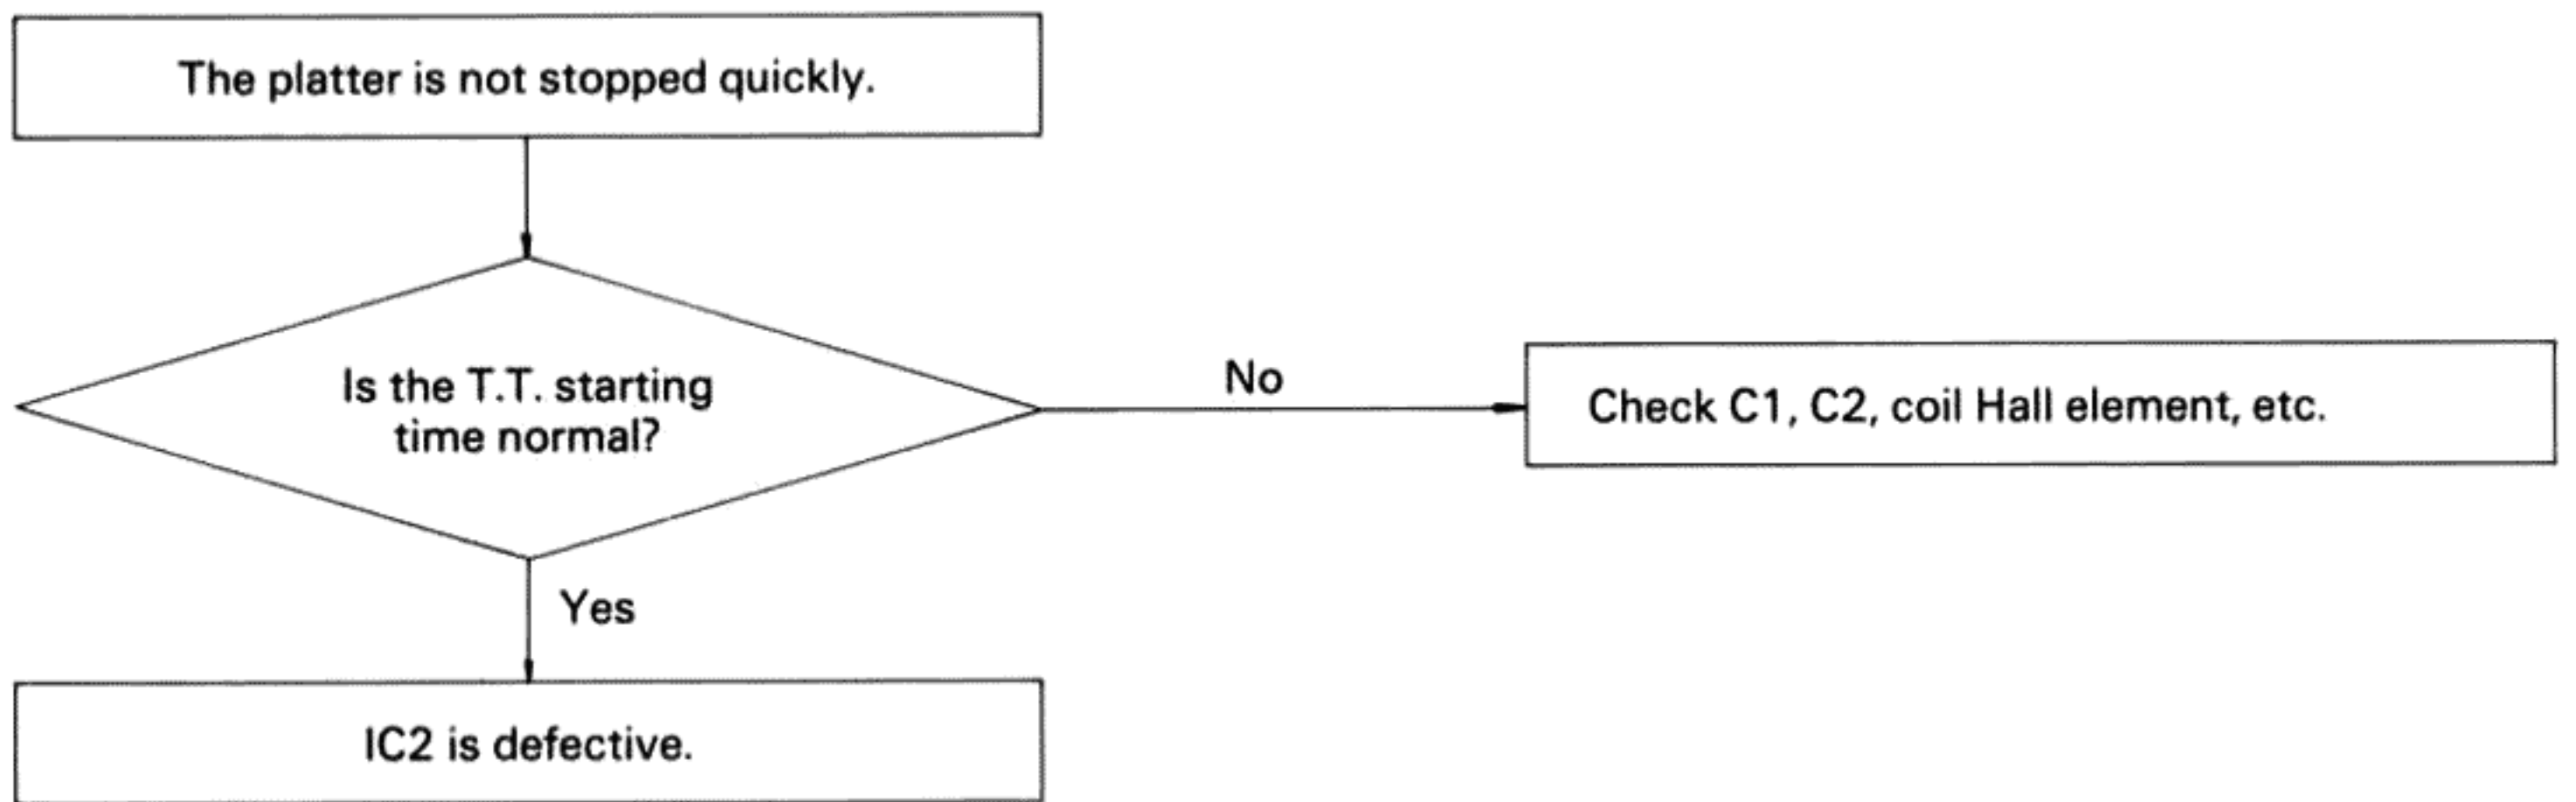 The platter is not stopped quickly.
Is the T.T. starting
time normal?
No
Check C1, C2, coil Hall element, etc.
Yes
IC2 is defective.